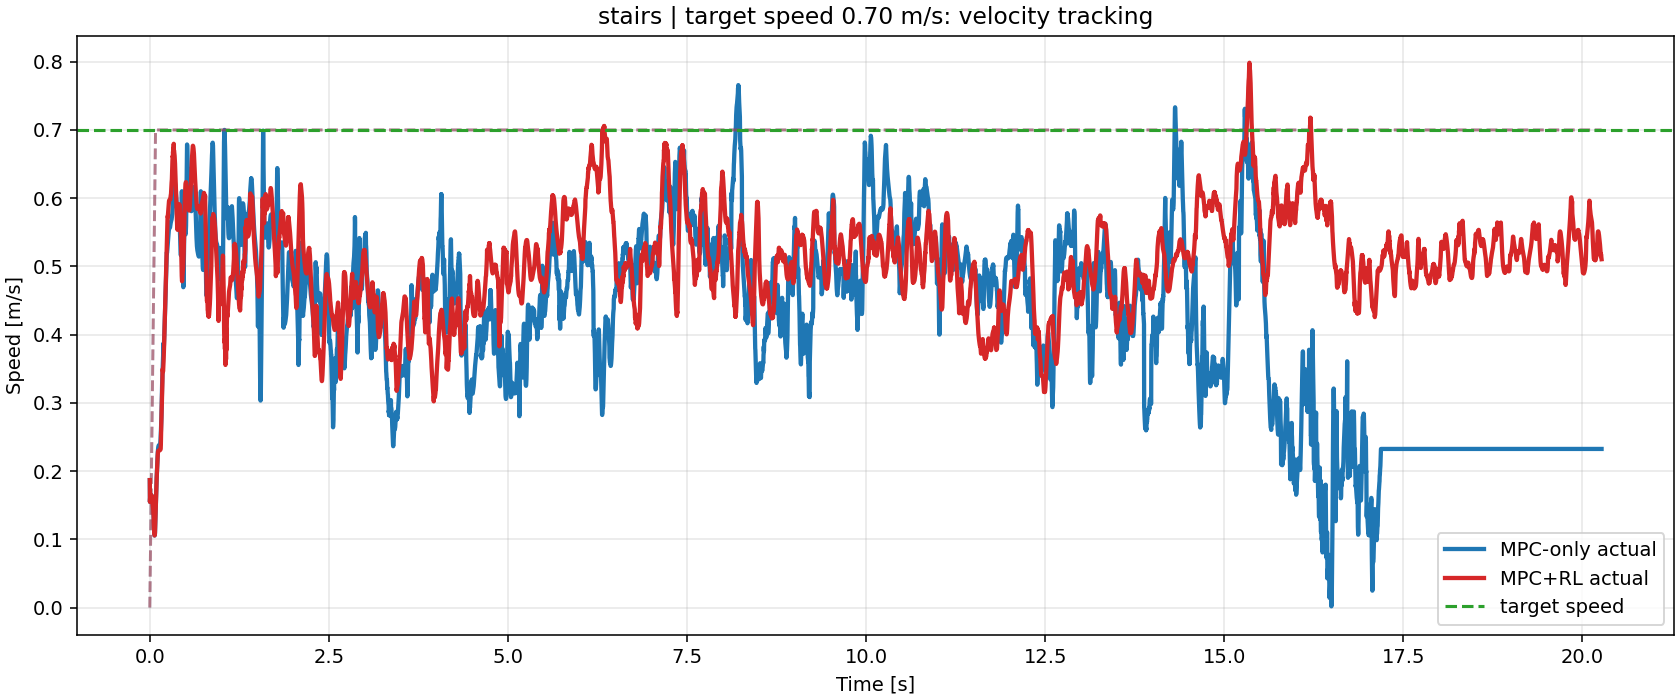 stairs | target speed 0.70 m/s: velocity tracking
Speed [m/s]
0.8
0.7
0.6
0.5
0.4
0.3
0.2
0.1
0.0
MPC-only actual
MPC+RL actual
target speed
0.0 2.5 5.0 7.5 10.0 12.5 15.0 17.5 20.0
Time [s]